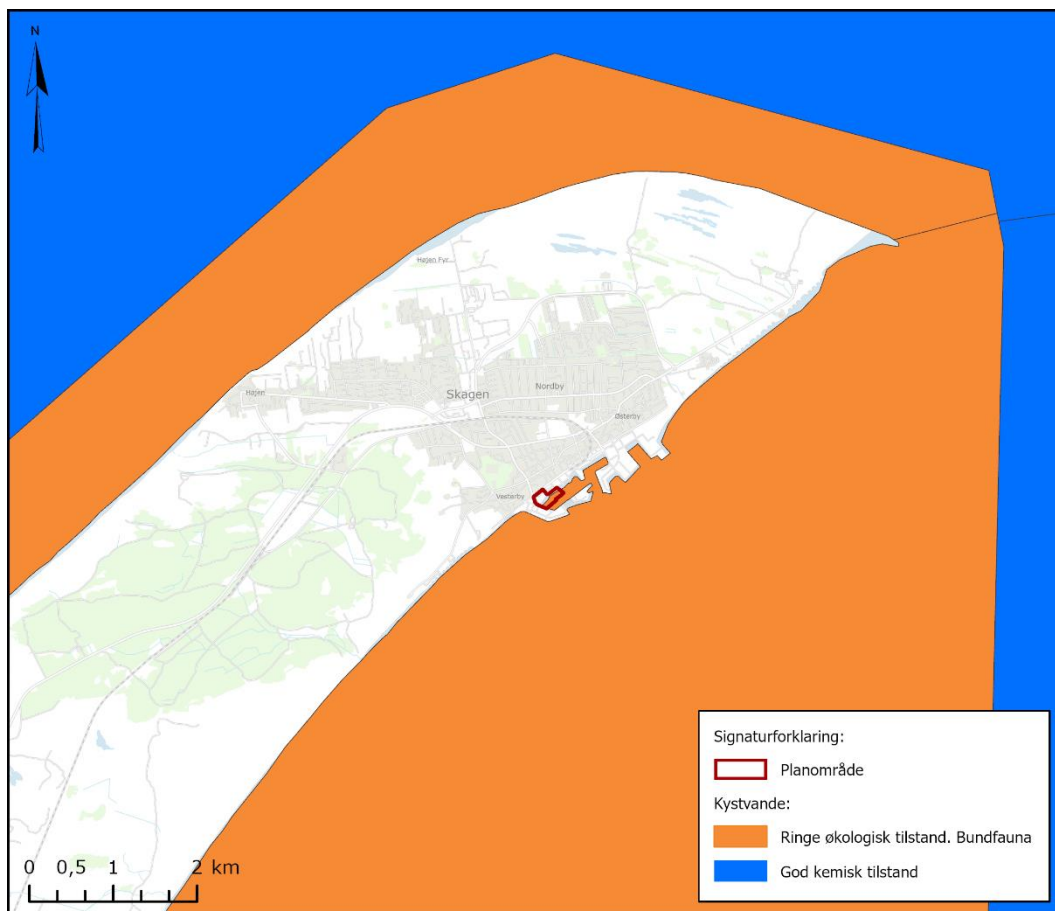 N
Højen Fyr
Skagen
Nordby
Højen
Østerby
Vesterby
Signaturforklaring:
Planområde
Kystvande:
Ringe økologisk tilstand. Bundfauna
God kemisk tilstand
0 0,5 1 2 km